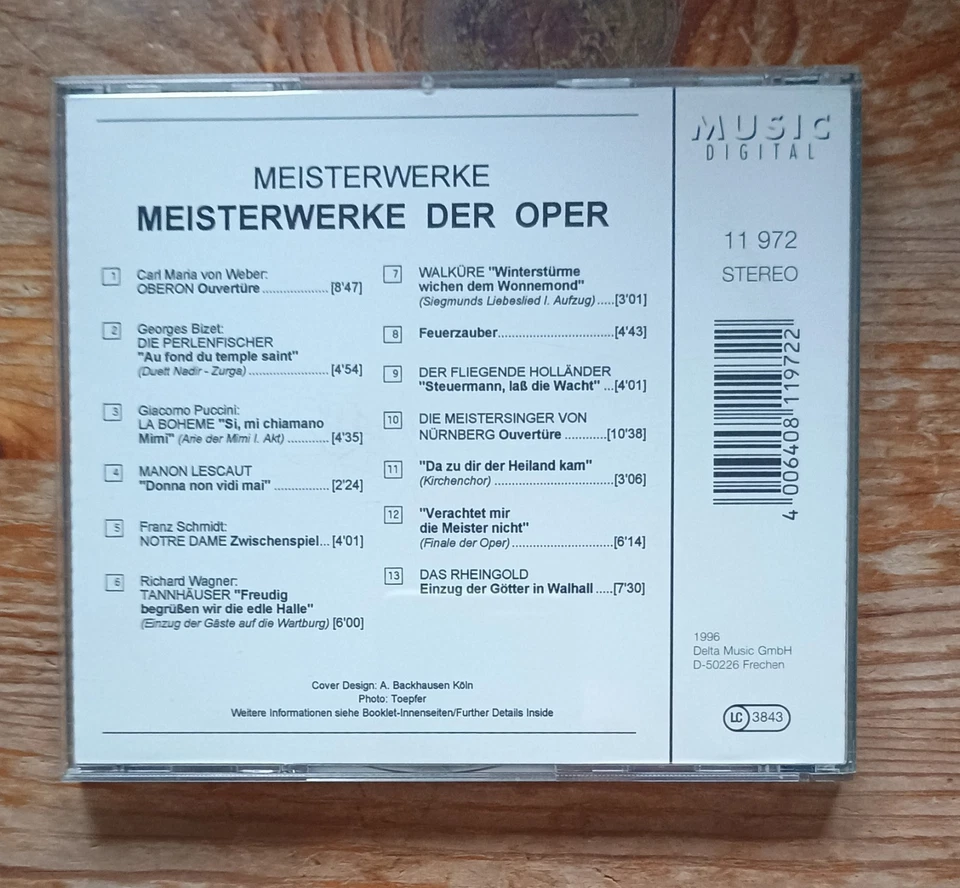 MEISTERWERKE
MEISTERWERKE DER OPER
1 Carl Maria von Weber:
OBERON Ouvertüre ................. [8'47]
2 Georges Bizet:
DIE PERLENFISCHER
"Au fond du temple saint"
(Duett Nadir - Zurga) ..................... [4'54]
3 Giacomo Puccini:
LA BOHEME "Si, mi chiamano
Mimi" (Arie der Mimi I. Akt) ........... [4'35]
4 MANON LESCAUT
"Donna non vidi mai" .............. [2'24]
5 Franz Schmidt:
NOTRE DAME Zwischenspiel... [4'01]
6 Richard Wagner:
TANNHÄUSER "Freudig
begrüßen wir die edle Halle"
(Einzug der Gäste auf die Wartburg) [6'00]
7 WALKÜRE "Winterstürme
wichen dem Wonnemond"
(Siegmunds Liebeslied I. Aufzug) .....[3'01]
8 Feuerzauber..............................[4'43]
9 DER FLIEGENDE HOLLÄNDER
"Steuermann, laß die Wacht" ...[4'01]
10 DIE MEISTERSINGER VON
NÜRNBERG Ouvertüre ...........[10'38]
11 "Da zu dir der Heiland kam"
(Kirchenchor) ...............................[3'06]
12 "Verachtet mir
die Meister nicht"
(Finale der Oper)..........................[6'14]
13 DAS RHEINGOLD
Einzug der Götter in Walhall .....[7'30]
Cover Design: A. Backhausen Köln
Photo: Toepfer
Weitere Informationen siehe Booklet-Innenseiten/Further Details Inside
MUSIC
DIGITAL
11 972
STEREO
4 006408 119722
1996
Delta Music GmbH
D-50226 Frechen
LC 3843